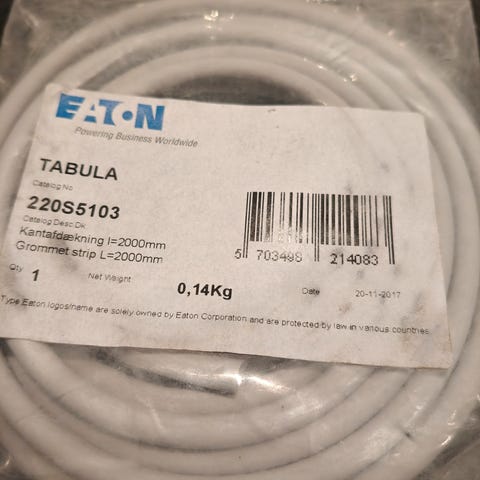 EATON
Powering Business Worldwide
TABULA
Catalog No
220S5103
Catalog Desc.Dk
Kantafdækning l=2000mm
Grommet strip L=2000mm
5 703498 214083
Qty 1 Net Weight 0,14Kg Date 20-11-2017
Type Eaton logos/name are solely owned by Eaton Corporation and are protected by law in various countries.